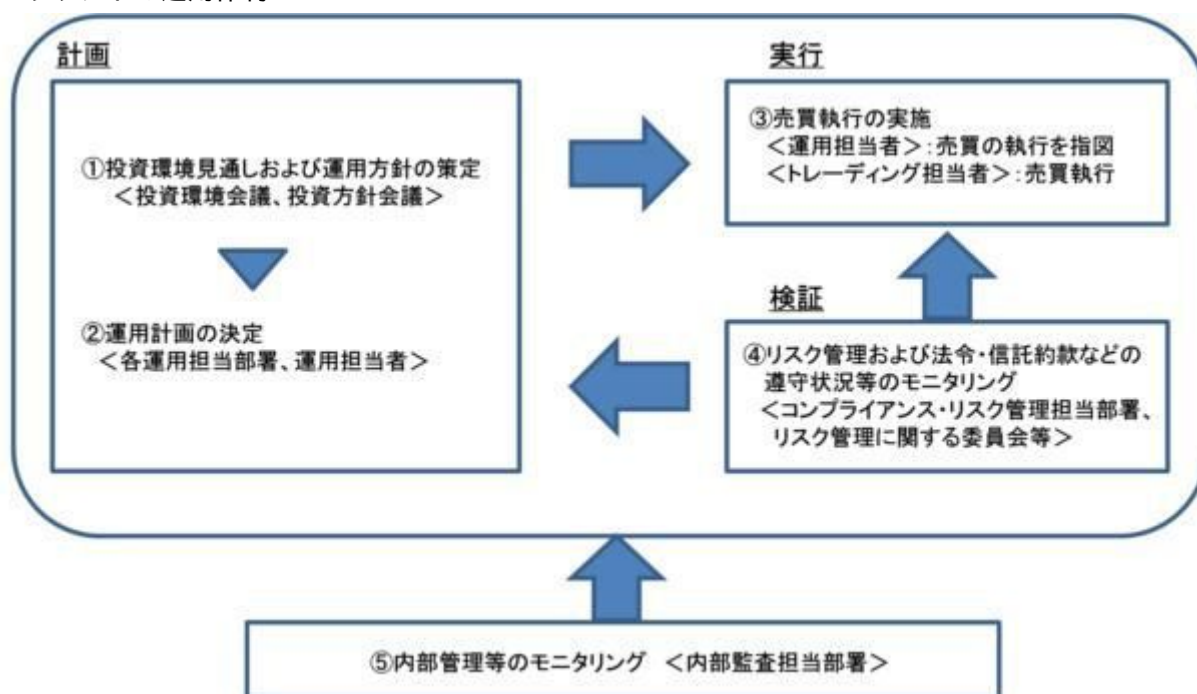 計画
①投資環境見通しおよび運用方針の策定
＜投資環境会議、投資方針会議＞
②運用計画の決定
＜各運用担当部署、運用担当者＞
実行
③売買執行の実施
＜運用担当者＞:売買の執行を指図
＜トレーディング担当者＞:売買執行
検証
④リスク管理および法令・信託約款などの
遵守状況等のモニタリング
＜コンプライアンス・リスク管理担当部署、
リスク管理に関する委員会等＞
⑤内部管理等のモニタリング ＜内部監査担当部署＞